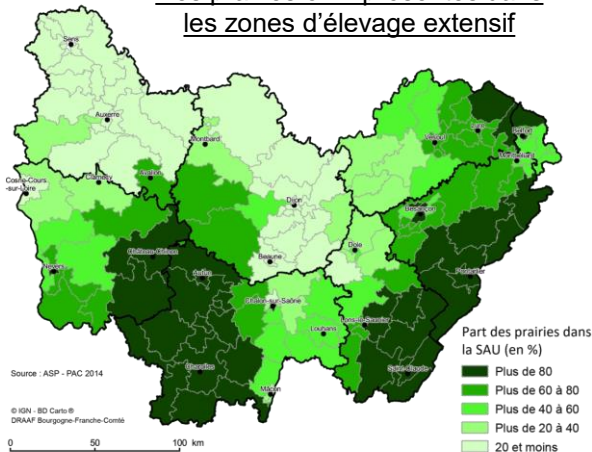 les zones d'élevage extensif
Sens
Auxerre
Montbard
Vesoul
Lure
Belfort
Montbéliard
Cosne-Cours
-sur-Loire
Clamecy
Avallon
Dijon
Besançon
Dole
Beaune
Château-Chinon
Nevers
Autun
Pontarlier
Chalon-sur-Saône
Lons-le-Saunier
Louhans
Charolles
Saint-Claude
Mâcon
Part des prairies dans
la SAU (en %)
Plus de 80
Plus de 60 à 80
Plus de 40 à 60
Plus de 20 à 40
20 et moins
Source : ASP - PAC 2014
© IGN - BD Carto ®
DRAAF Bourgogne-Franche-Comté
0 50 100 km